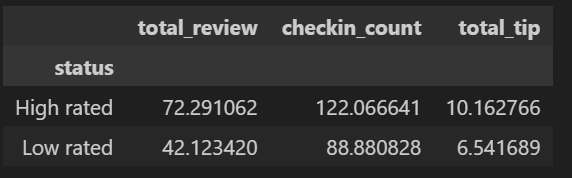 total_review checkin_count total_tip
status
High rated 72.291062 122.066641 10.162766
Low rated 42.123420 88.880828 6.541689